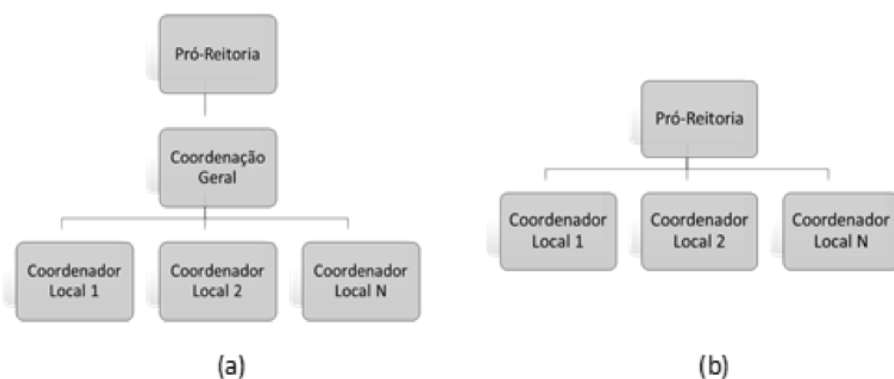 Pró-Reitoria
Coordenação
Geral
Coordenador
Local 1
Coordenador
Local 2
Coordenador
Local N
(a)
Pró-Reitoria
Coordenador
Local 1
Coordenador
Local 2
Coordenador
Local N
(b)